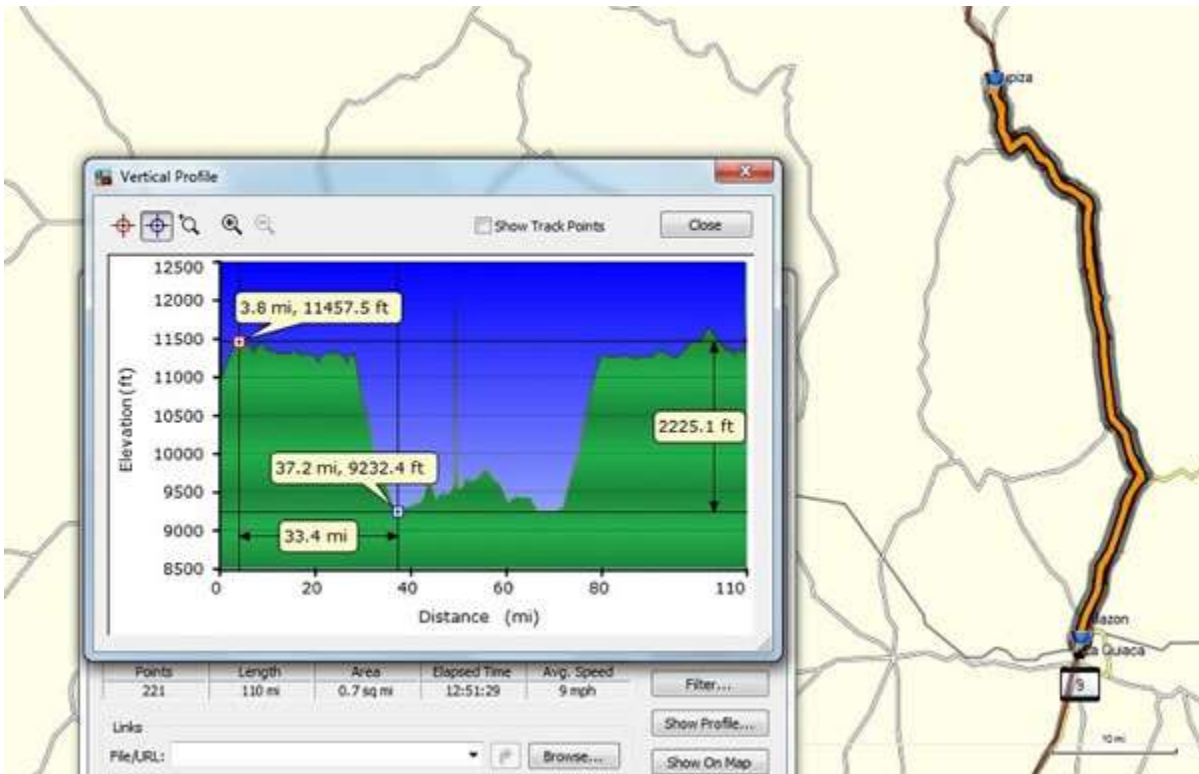 Vertical Profile
Show Track Points
Close
12500
12000
11500
11000
10500
10000
9500
9000
8500
Elevation (ft)
3.8 mi, 11457.5 ft
37.2 mi, 9232.4 ft
33.4 mi
2225.1 ft
0 20 40 60 80 110
Distance (mi)
Points Length Area Elapsed Time Avg. Speed
221 110 mi 0.7 sq mi 12:51:29 9 mph
Filter...
Links
Show Profile...
File/URL:
Browse...
Show On Map
piza
azon
a Quiaca
9
10 mi